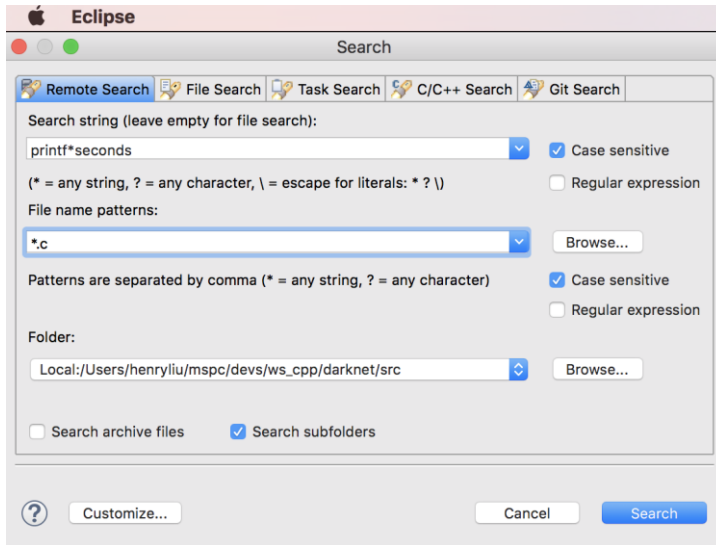 Eclipse
Search
Remote Search File Search Task Search C/C++ Search Git Search
Search string (leave empty for file search):
printf*seconds Case sensitive
(* = any string, ? = any character, \ = escape for literals: * ? \) Regular expression
File name patterns:
*.c Browse...
Patterns are separated by comma (* = any string, ? = any character) Case sensitive
Regular expression
Folder:
Local:/Users/henryliu/mspc/devs/ws_cpp/darknet/src Browse...
Search archive files Search subfolders
? Customize... Cancel Search